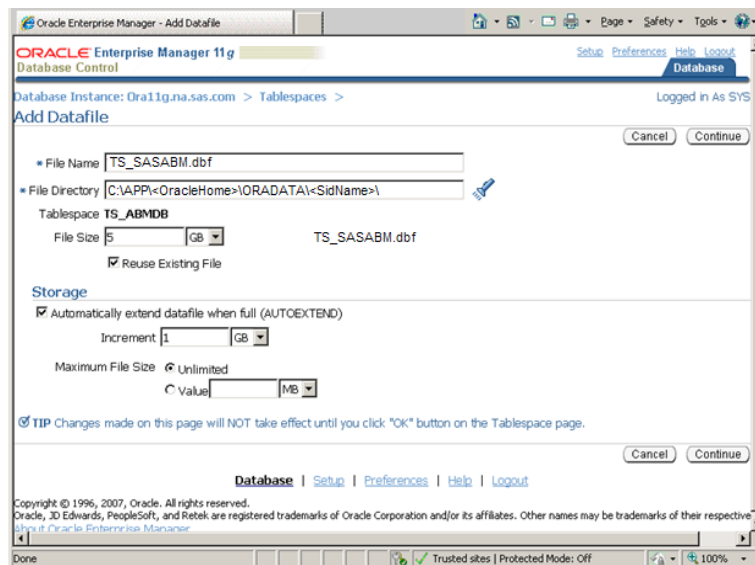 Oracle Enterprise Manager - Add Datafile
Page Safety Tools
ORACLE Enterprise Manager 11g
Database Control
Setup Preferences Help Logout
Database
Database Instance: Ora11g.na.sas.com > Tablespaces >
Logged in As SYS
Add Datafile
Cancel Continue
* File Name TS_SASABM.dbf
* File Directory C:\APP\<OracleHome>\ORADATA\<SidName>\
Tablespace TS_ABMDB
File Size 5 GB TS_SASABM.dbf
Reuse Existing File
Storage
Automatically extend datafile when full (AUTOEXTEND)
Increment 1 GB
Maximum File Size Unlimited
Value MB
TIP Changes made on this page will NOT take effect until you click "OK" button on the Tablespace page.
Cancel Continue
Database | Setup | Preferences | Help | Logout
Copyright © 1996, 2007, Oracle. All rights reserved.
Oracle, JD Edwards, PeopleSoft, and Retek are registered trademarks of Oracle Corporation and/or its affiliates. Other names may be trademarks of their respective
About Oracle Enterprise Manager
Done Trusted sites | Protected Mode: Off 100%